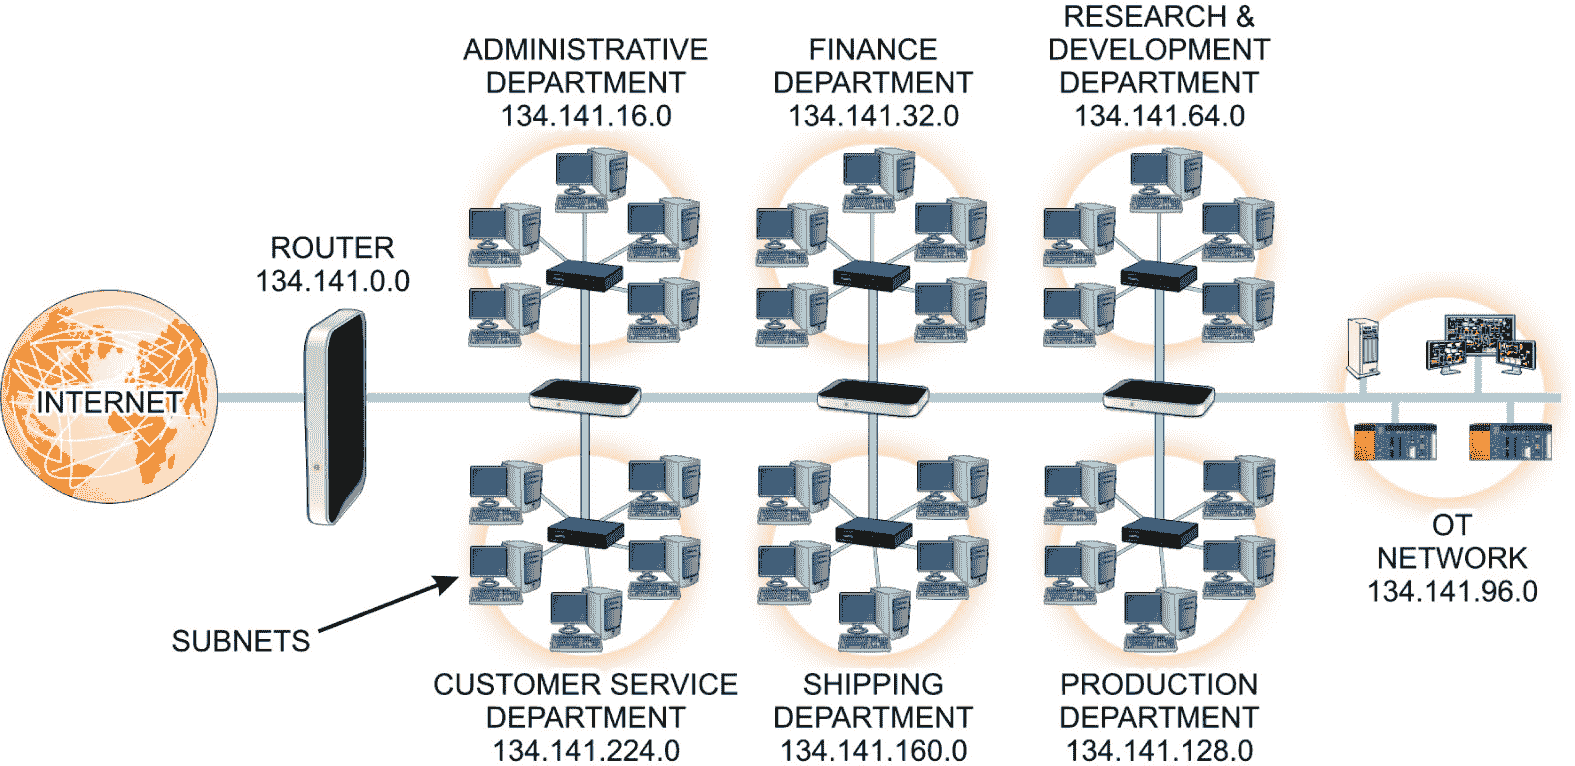 RESEARCH &
DEVELOPMENT
DEPARTMENT
134.141.64.0
ADMINISTRATIVE
DEPARTMENT
134.141.16.0
FINANCE
DEPARTMENT
134.141.32.0
ROUTER
134.141.0.0
INTERNET
OT
NETWORK
134.141.96.0
SUBNETS
CUSTOMER SERVICE
DEPARTMENT
134.141.224.0
SHIPPING
DEPARTMENT
134.141.160.0
PRODUCTION
DEPARTMENT
134.141.128.0